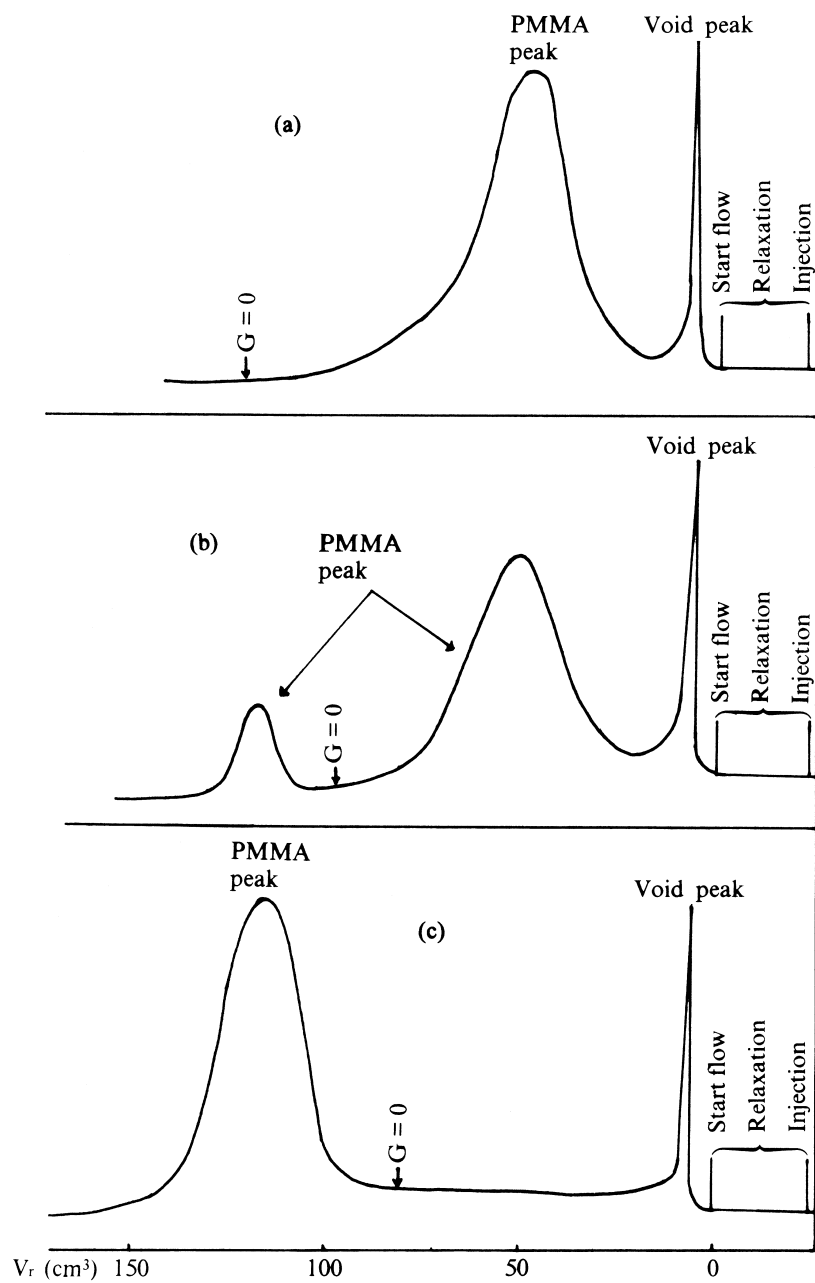 PMMA
peak
Void peak
(a)
Start flow
Relaxation
Injection
G = 0
Void peak
(b)
PMMA
peak
Start flow
Relaxation
Injection
G = 0
PMMA
peak
Void peak
(c)
Start flow
Relaxation
Injection
G = 0
Vr (cm³) 150 100 50 0